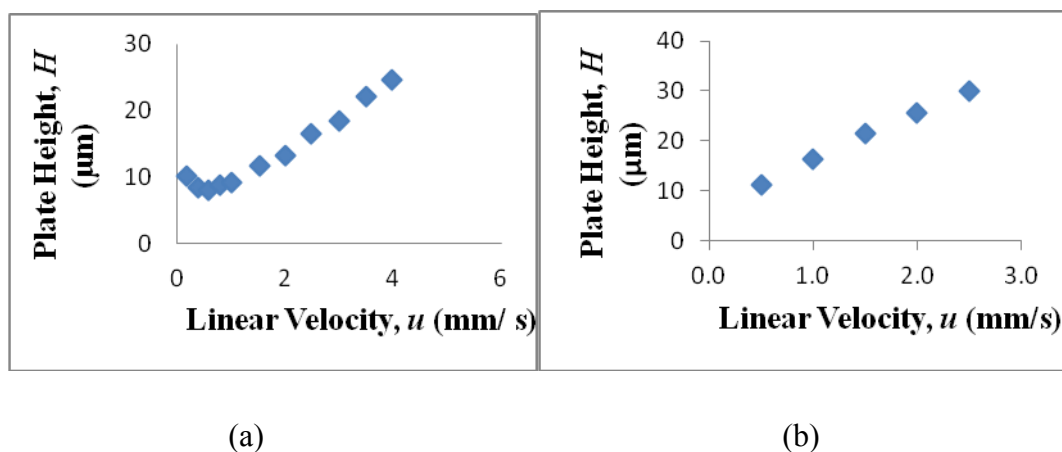 Plate Height, H
(μm)
30
20
10
0
0 2 4 6
Linear Velocity, u (mm/ s)
(a)
Plate Height, H
(μm)
40
30
20
10
0
0.0 1.0 2.0 3.0
Linear Velocity, u (mm/s)
(b)